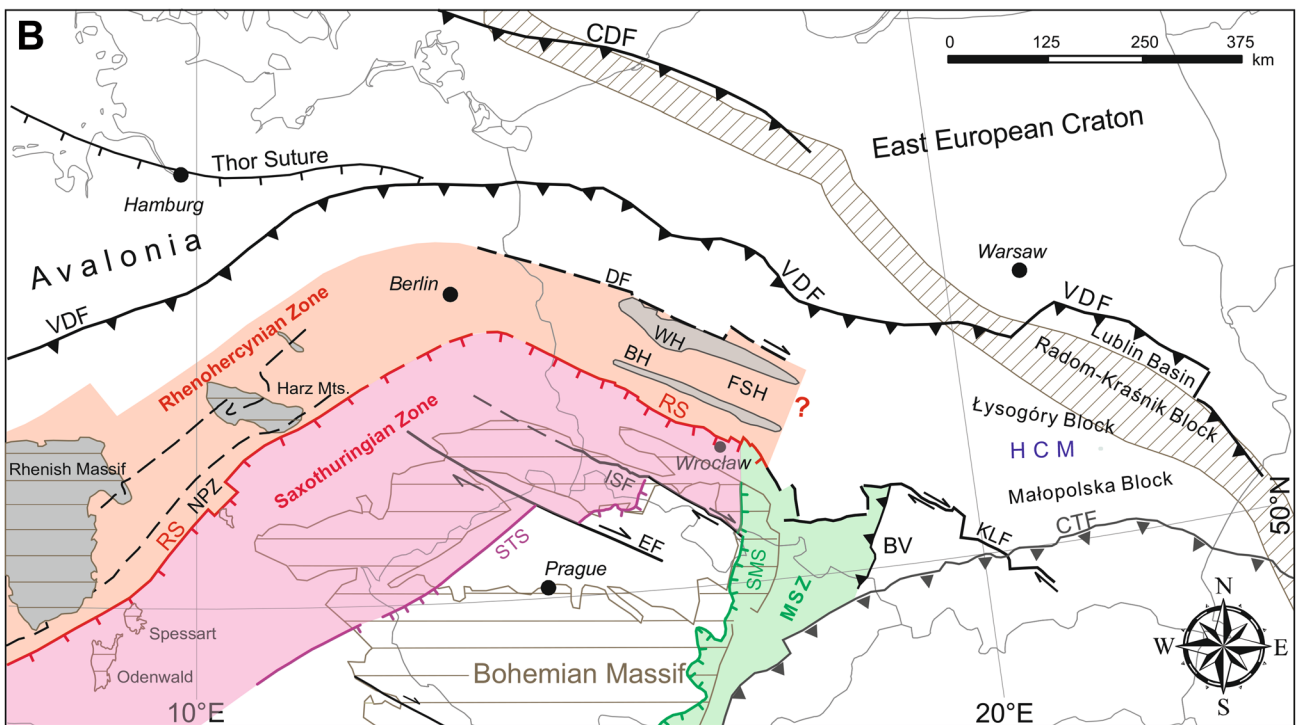 B
CDF
0 125 250 375
km
East European Craton
Thor Suture
Hamburg
Avalonia
VDF
Warsaw
Berlin
DF
VDF
VDF
Lublin Basin
Radom-Kraśnik Block
Rhenohercynian Zone
WH
BH
FSH
Harz Mts.
RS
?
Łysogóry Block
HCM
Saxothuringian Zone
Wrocław
Rhenish Massif
NPZ
ISF
Małopolska Block
50 N
RS
STS
EF
BV
KLF
CTF
SMS
MSZ
Prague
N
W E
S
Spessart
Odenwald
Bohemian Massif
10°E
20°E